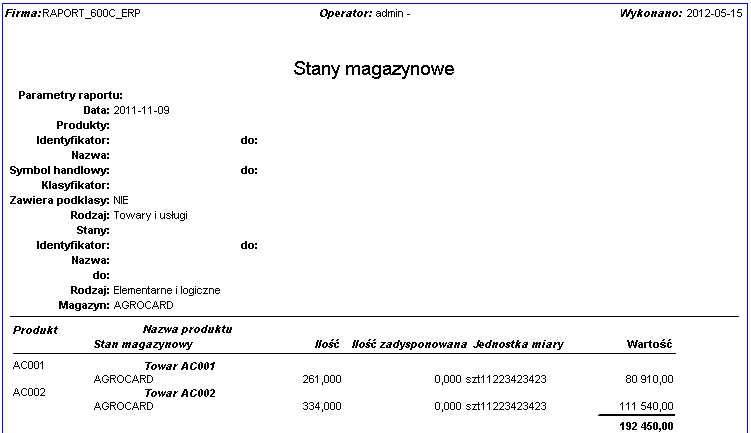 Firma:RAPORT_600C_ERP Operator: admin - Wykonano: 2012-05-15
Stany magazynowe
Parametry raportu:
Data: 2011-11-09
Produkty:
Identyfikator: do:
Nazwa:
Symbol handlowy: do:
Klasyfikator:
Zawiera podklasy: NIE
Rodzaj: Towary i usługi
Stany:
Identyfikator: do:
Nazwa:
do:
Rodzaj: Elementarne i logiczne
Magazyn: AGROCARD
Produkt Nazwa produktu
Stan magazynowy Ilość Ilość zadysponowana Jednostka miary Wartość
AC001 Towar AC001
AGROCARD 261,000 0,000 szt11223423423 80 910,00
AC002 Towar AC002
AGROCARD 334,000 0,000 szt11223423423 111 540,00
192 450,00